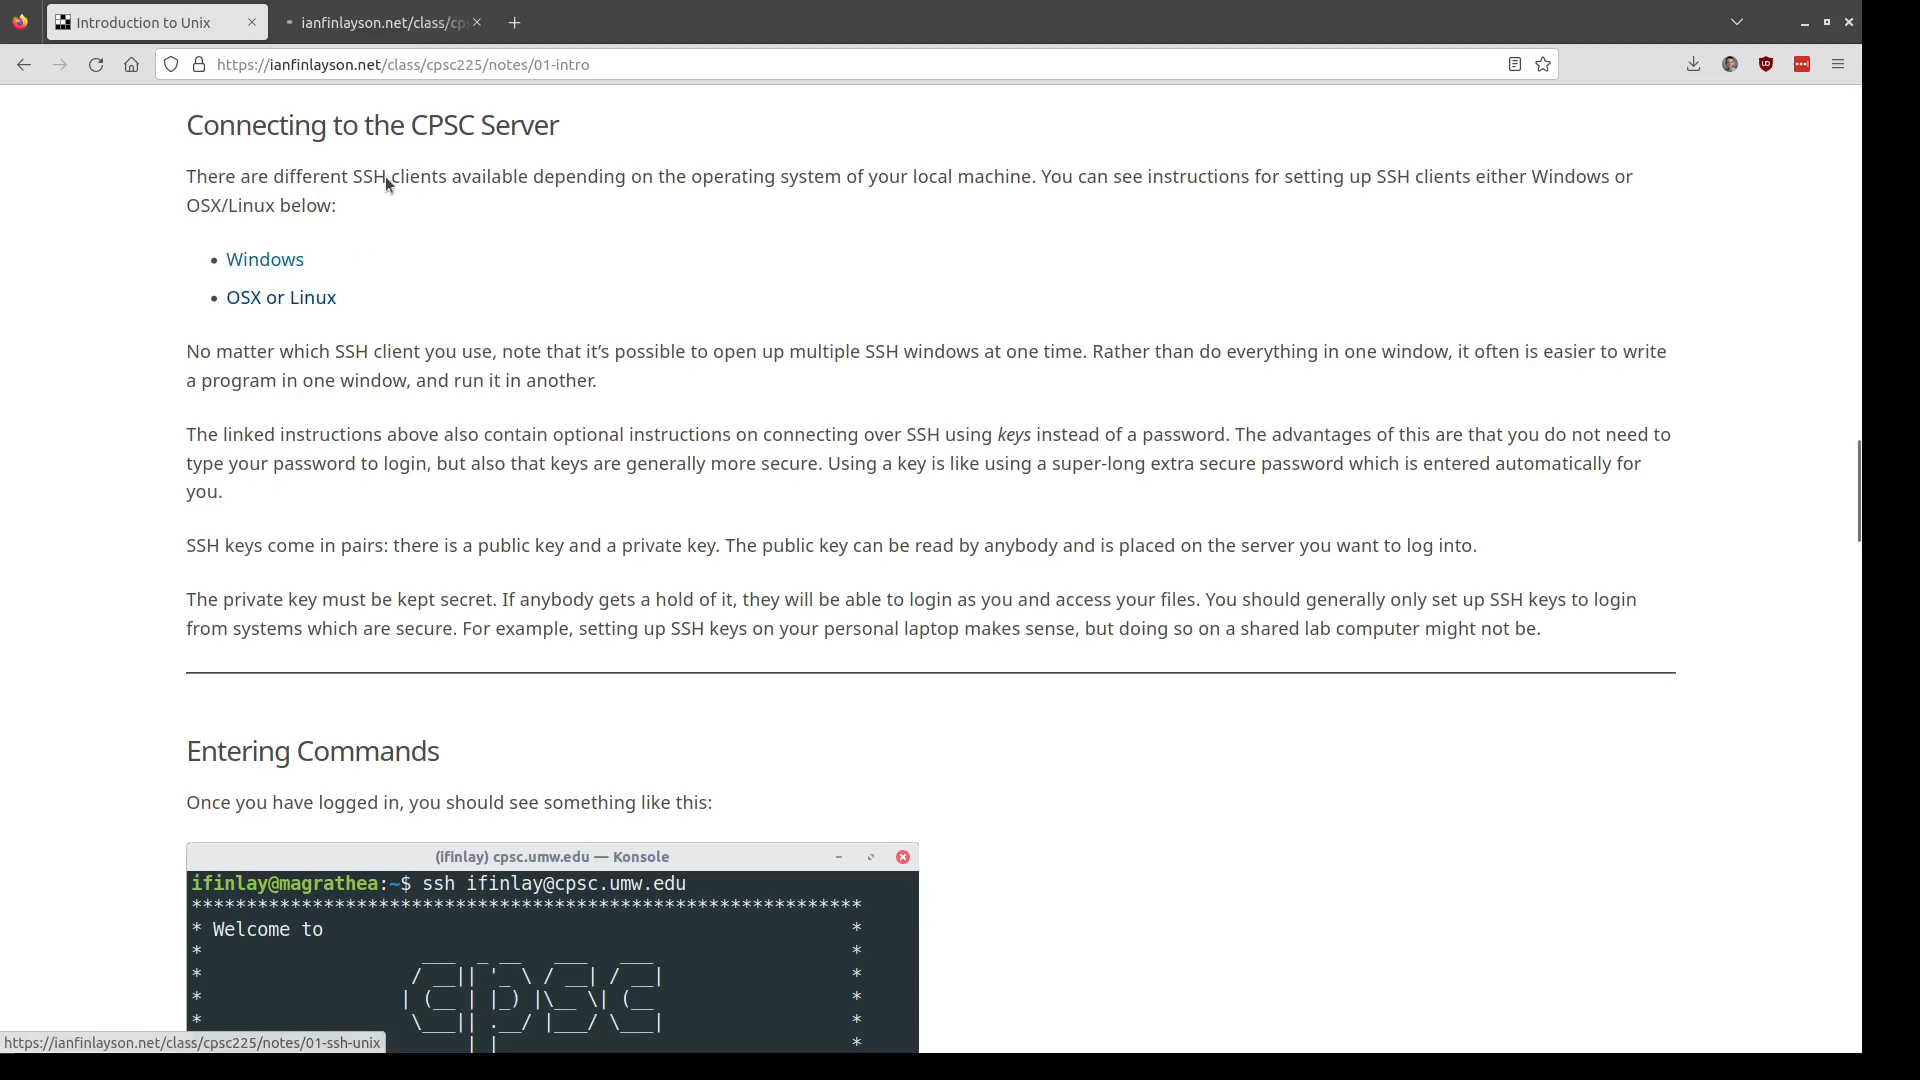 Introduction to Unix
ianfinlayson.net/class/cp
https://ianfinlayson.net/class/cpsc225/notes/01-intro
Connecting to the CPSC Server
There are different SSH clients available depending on the operating system of your local machine. You can see instructions for setting up SSH clients either Windows or
OSX/Linux below:
• Windows
• OSX or Linux
No matter which SSH client you use, note that it’s possible to open up multiple SSH windows at one time. Rather than do everything in one window, it often is easier to write
a program in one window, and run it in another.
The linked instructions above also contain optional instructions on connecting over SSH using keys instead of a password. The advantages of this are that you do not need to
type your password to login, but also that keys are generally more secure. Using a key is like using a super-long extra secure password which is entered automatically for
you.
SSH keys come in pairs: there is a public key and a private key. The public key can be read by anybody and is placed on the server you want to log into.
The private key must be kept secret. If anybody gets a hold of it, they will be able to login as you and access your files. You should generally only set up SSH keys to login
from systems which are secure. For example, setting up SSH keys on your personal laptop makes sense, but doing so on a shared lab computer might not be.
Entering Commands
Once you have logged in, you should see something like this:
(ifinlay) cpsc.umw.edu — Konsole
ifinlay@magrathea:~$ ssh ifinlay@cpsc.umw.edu
*************************************************************
* Welcome to *
* *
* cpsc *
https://ianfinlayson.net/class/cpsc225/notes/01-ssh-unix